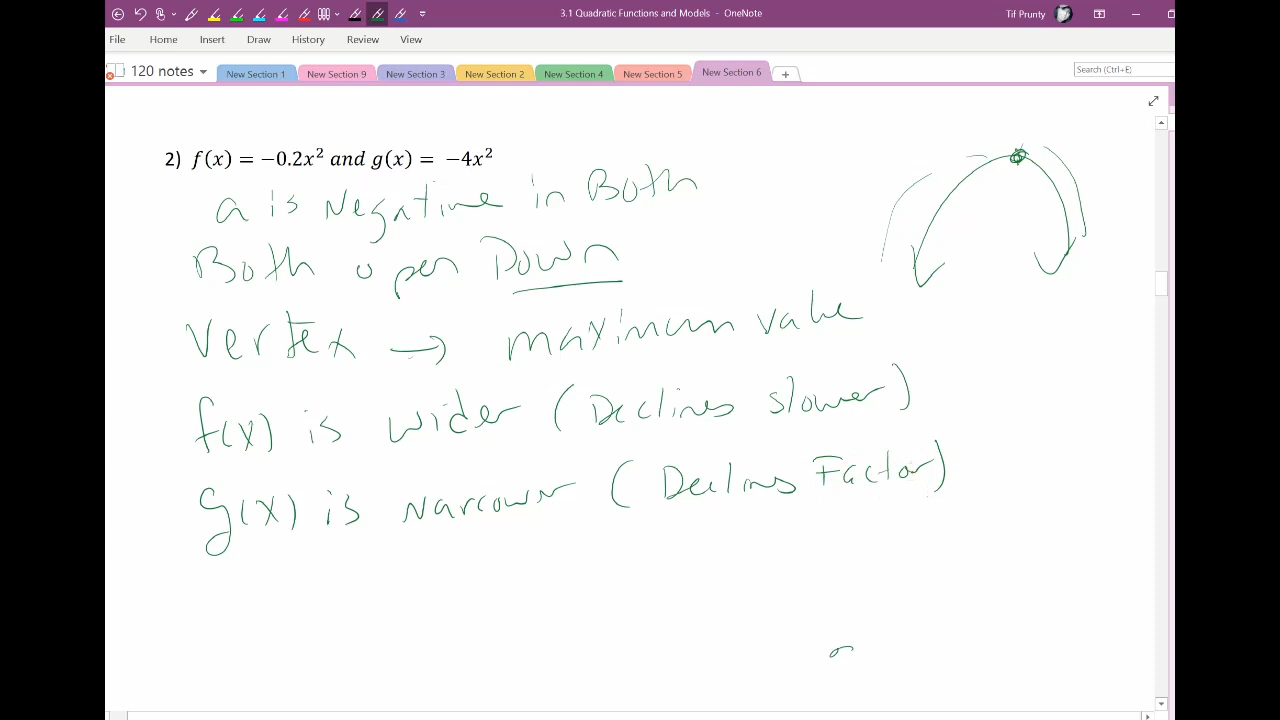 3.1 Quadratic Functions and Models - OneNote
Tif Prunty
File Home Insert Draw History Review View
120 notes
New Section 1 New Section 9 New Section 3 New Section 2 New Section 4 New Section 5 New Section 6 +
Search (Ctrl+E)
2) f(x) = −0.2x² and g(x) = −4x²
a is Negative in Both
Both open Down
Vertex → maximum value
f(x) is wider (Declines slower)
g(x) is narrower (Declines Factor)